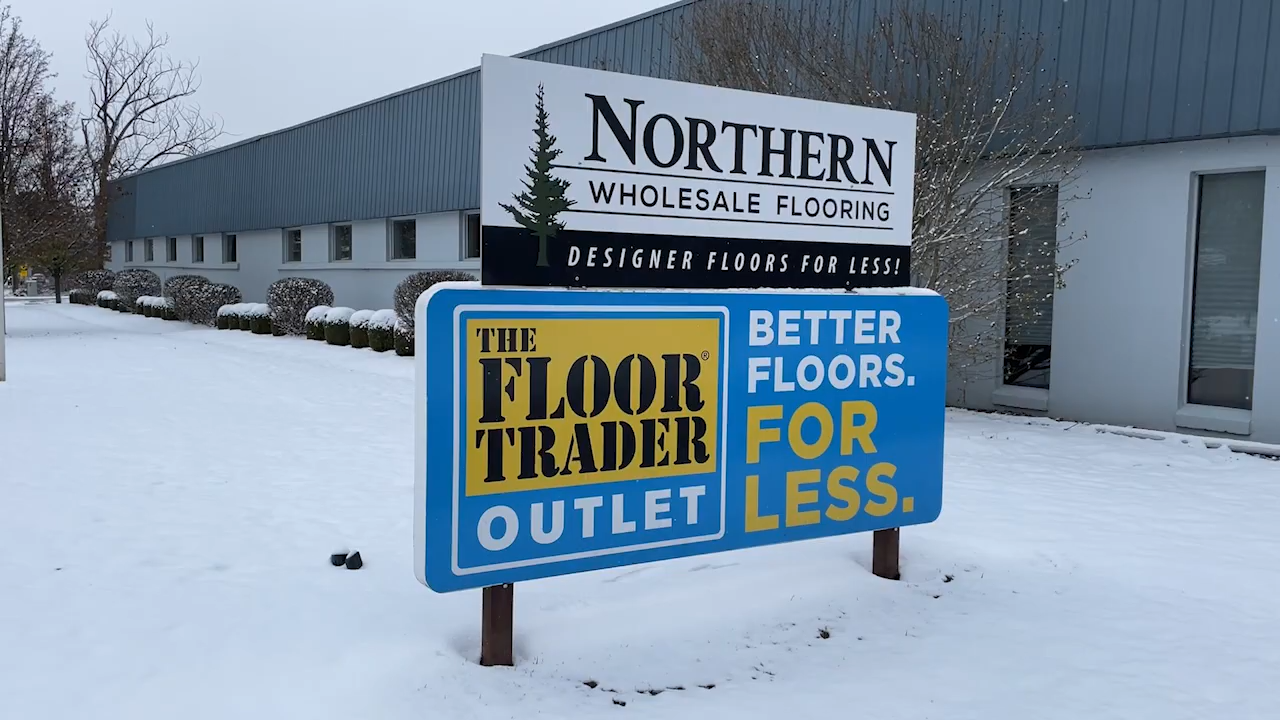 NORTHERN
WHOLESALE FLOORING
DESIGNER FLOORS FOR LESS!
THE
FLOOR®
TRADER
OUTLET
BETTER
FLOORS.
FOR
LESS.